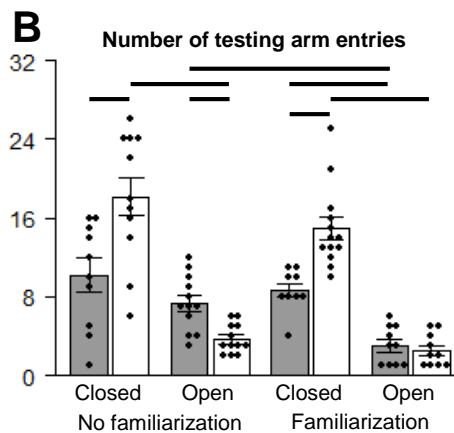 B
Number of testing arm entries
32
24
16
8
0
Closed Open Closed Open
No familiarization Familiarization